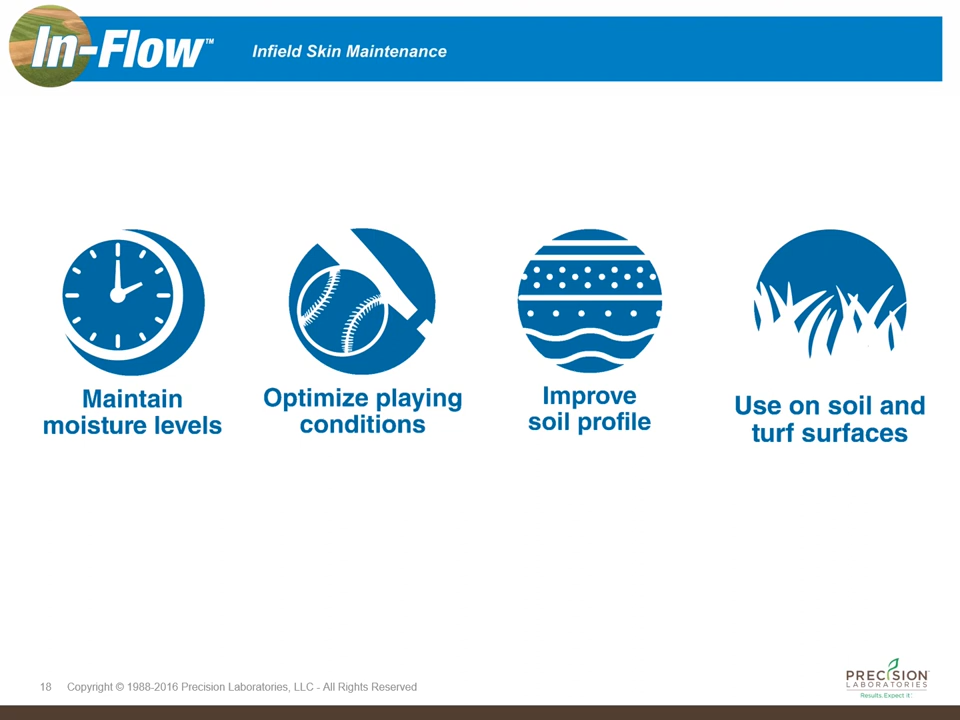 In-Flow™
Infield Skin Maintenance
Maintain
moisture levels
Optimize playing
conditions
Improve
soil profile
Use on soil and
turf surfaces
18 Copyright © 1988-2016 Precision Laboratories, LLC - All Rights Reserved
PRECISION™
LABORATORIES
Results. Expect it.